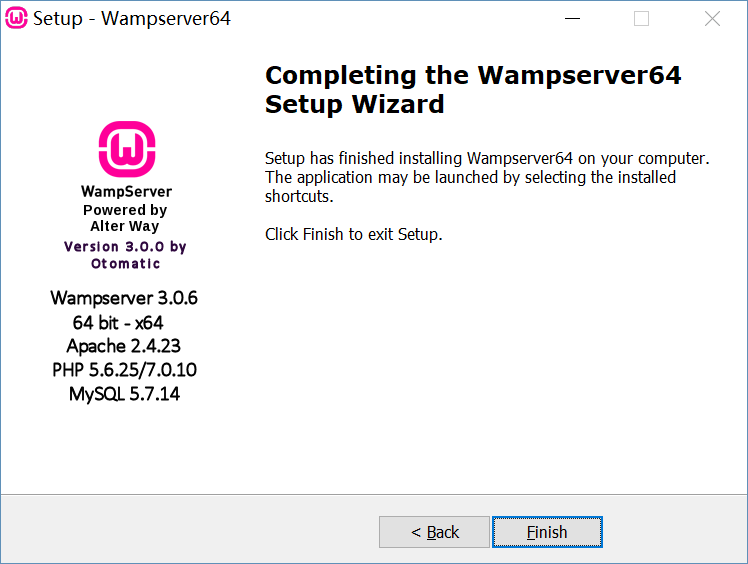 Setup - Wampserver64
Completing the Wampserver64
Setup Wizard
Setup has finished installing Wampserver64 on your computer.
The application may be launched by selecting the installed
shortcuts.
Click Finish to exit Setup.
WampServer
Powered by
Alter Way
Version 3.0.0 by
Otomatic
Wampserver 3.0.6
64 bit - x64
Apache 2.4.23
PHP 5.6.25/7.0.10
MySQL 5.7.14
< Back
Finish